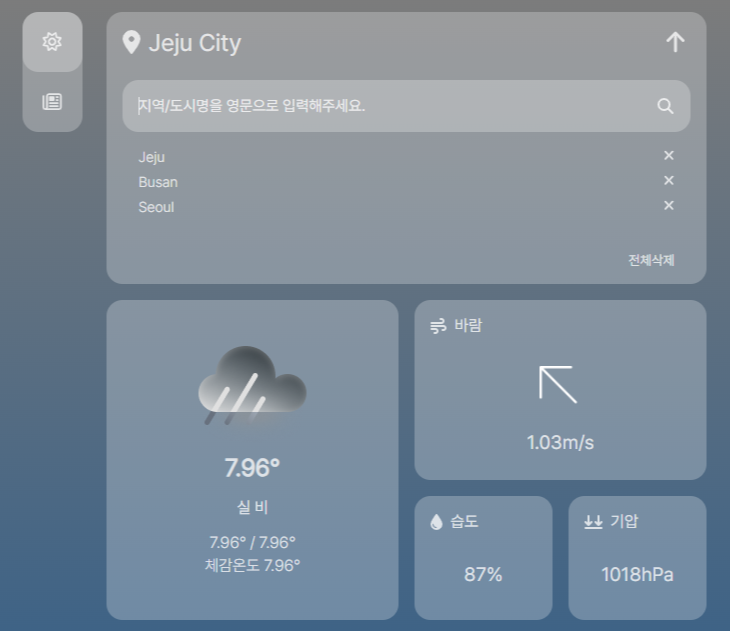 Jeju City
지역/도시명을 영문으로 입력해주세요.
Jeju
Busan
Seoul
전체삭제
7.96°
실 비
7.96° / 7.96°
체감온도 7.96°
바람
1.03m/s
습도
87%
기압
1018hPa